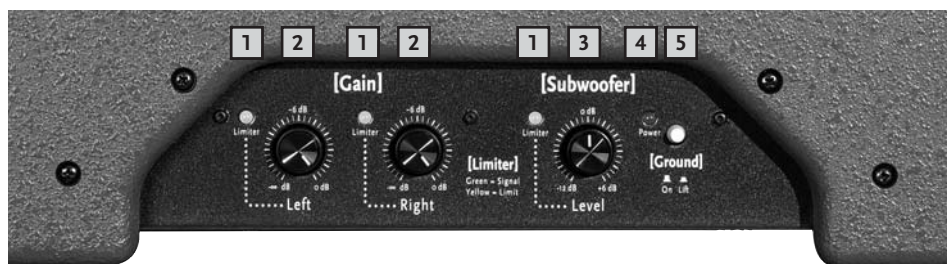 1 2 1 2 1 3 4 5
[Gain] [Subwoofer]
-6 dB -6 dB 0 dB
Limiter Limiter Limiter Power
[Limiter] [Ground]
Green = Signal
Yellow = Limit
-∞ dB 0 dB -∞ dB 0 dB -12 dB +6 dB On Lift
Left Right Level